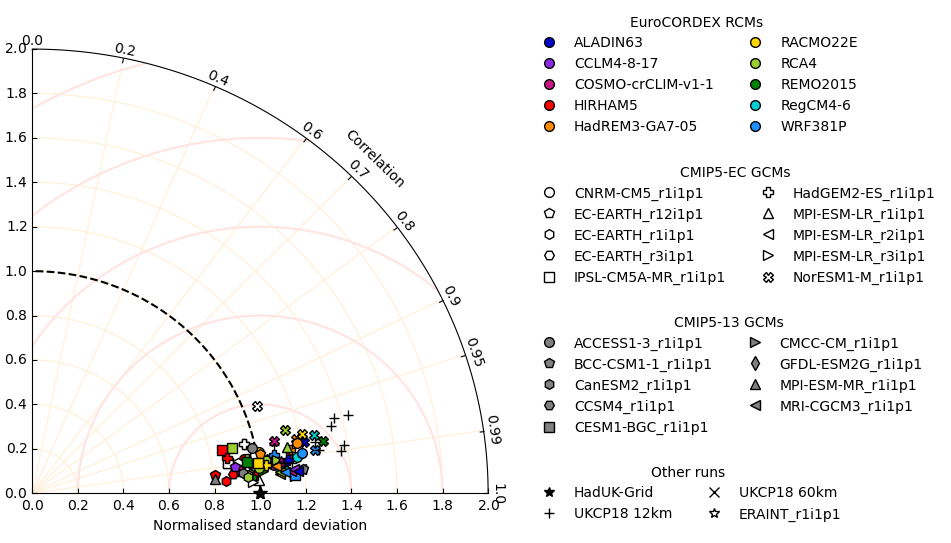 0.0
0.2
0.4
0.6
0.7
0.8
0.9
0.95
0.99
1.0
Correlation
2.0
1.8
1.6
1.4
1.2
1.0
0.8
0.6
0.4
0.2
0.0
0.0 0.2 0.4 0.6 0.8 1.0 1.2 1.4 1.6 1.8 2.0
Normalised standard deviation
EuroCORDEX RCMs
ALADIN63 RACMO22E
CCLM4-8-17 RCA4
COSMO-crCLIM-v1-1 REMO2015
HIRHAM5 RegCM4-6
HadREM3-GA7-05 WRF381P
CMIP5-EC GCMs
CNRM-CM5_r1i1p1 HadGEM2-ES_r1i1p1
EC-EARTH_r12i1p1 MPI-ESM-LR_r1i1p1
EC-EARTH_r1i1p1 MPI-ESM-LR_r2i1p1
EC-EARTH_r3i1p1 MPI-ESM-LR_r3i1p1
IPSL-CM5A-MR_r1i1p1 NorESM1-M_r1i1p1
CMIP5-13 GCMs
ACCESS1-3_r1i1p1 CMCC-CM_r1i1p1
BCC-CSM1-1_r1i1p1 GFDL-ESM2G_r1i1p1
CanESM2_r1i1p1 MPI-ESM-MR_r1i1p1
CCSM4_r1i1p1 MRI-CGCM3_r1i1p1
CESM1-BGC_r1i1p1
Other runs
HadUK-Grid UKCP18 60km
UKCP18 12km ERAINT_r1i1p1